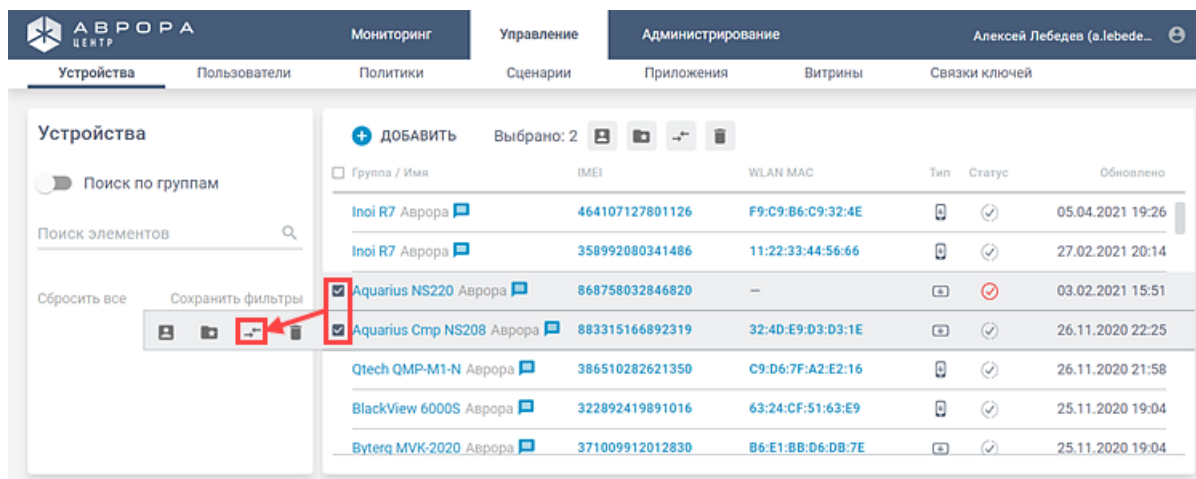 АВРОРА
ЦЕНТР
Мониторинг Управление Администрирование Алексей Лебедев (a.lebede...
Устройства Пользователи Политики Сценарии Приложения Витрины Связки ключей
Устройства
Поиск по группам
Поиск элементов
Сбросить все Сохранить фильтры
ДОБАВИТЬ Выбрано: 2
Группа / Имя IMEI WLAN MAC Тип Статус Обновлено
Inoi R7 Аврора 464107127801126 F9:C9:B6:C9:32:4E 05.04.2021 19:26
Inoi R7 Аврора 358992080341486 11:22:33:44:56:66 27.02.2021 20:14
Aquarius NS220 Аврора 868758032846820 — 03.02.2021 15:51
Aquarius Cmp NS208 Аврора 883315166892319 32:4D:E9:D3:D3:1E 26.11.2020 22:25
Qtech QMP-M1-N Аврора 386510282621350 C9:D6:7F:A2:E2:16 26.11.2020 21:58
BlackView 6000S Аврора 322892419891016 63:24:CF:51:63:E9 25.11.2020 19:04
Byterg MVK-2020 Аврора 371009912012830 B6:E1:BB:D6:DB:7E 25.11.2020 19:04